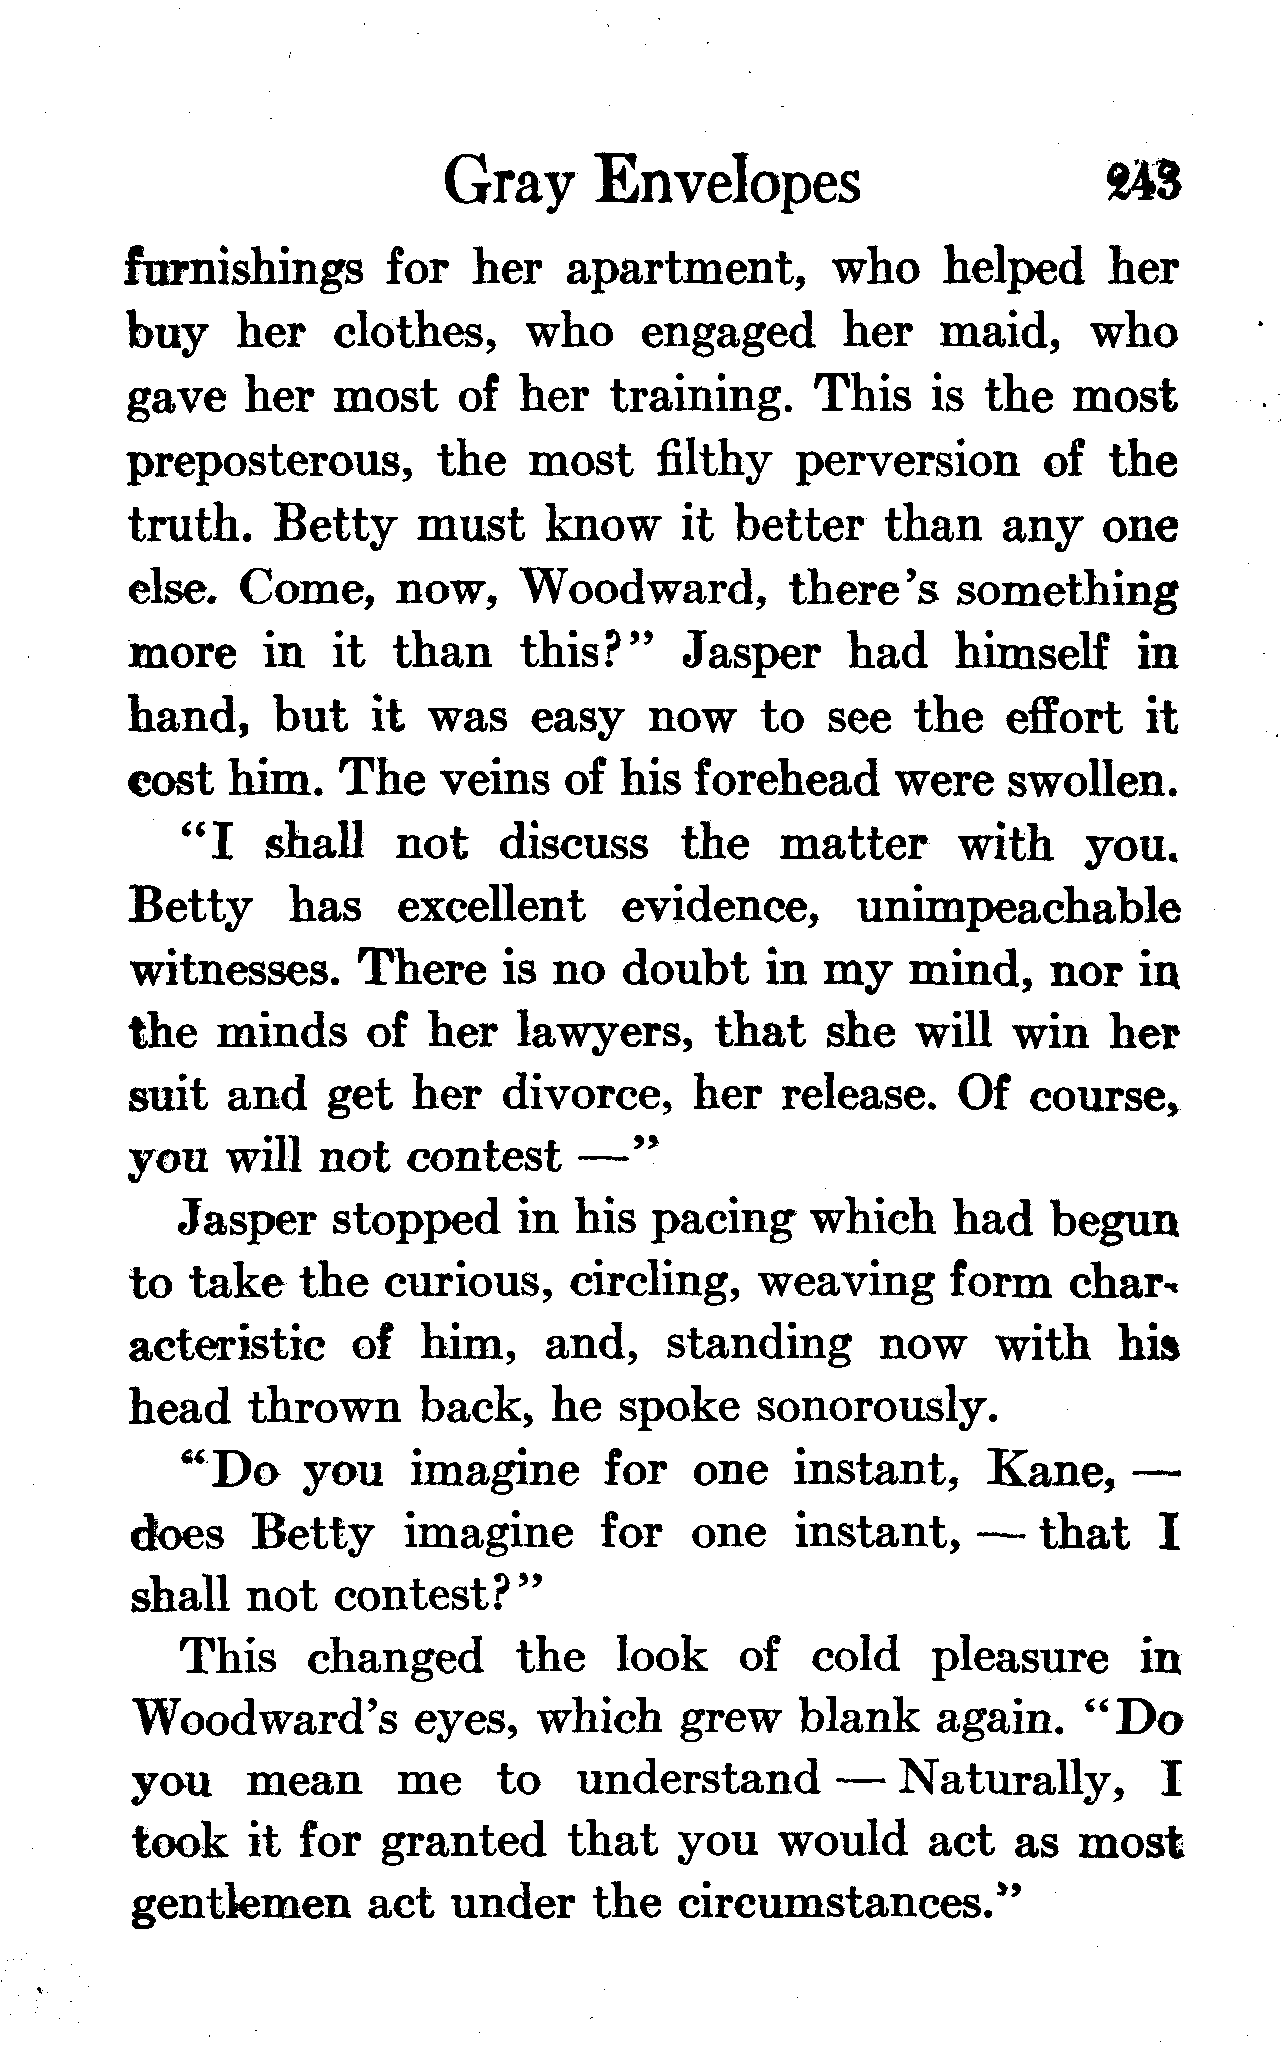 Gray Envelopes 243
furnishings for her apartment, who helped her
buy her clothes, who engaged her maid, who
gave her most of her training. This is the most
preposterous, the most filthy perversion of the
truth. Betty must know it better than any one
else. Come, now, Woodward, there's something
more in it than this?" Jasper had himself in
hand, but it was easy now to see the effort it
cost him. The veins of his forehead were swollen.
"I shall not discuss the matter with you.
Betty has excellent evidence, unimpeachable
witnesses. There is no doubt in my mind, nor in
the minds of her lawyers, that she will win her
suit and get her divorce, her release. Of course,
you will not contest —"
Jasper stopped in his pacing which had begun
to take the curious, circling, weaving form char-
acteristic of him, and, standing now with his
head thrown back, he spoke sonorously.
"Do you imagine for one instant, Kane, —
does Betty imagine for one instant, — that I
shall not contest?"
This changed the look of cold pleasure in
Woodward's eyes, which grew blank again. "Do
you mean me to understand — Naturally, I
took it for granted that you would act as most
gentlemen act under the circumstances."